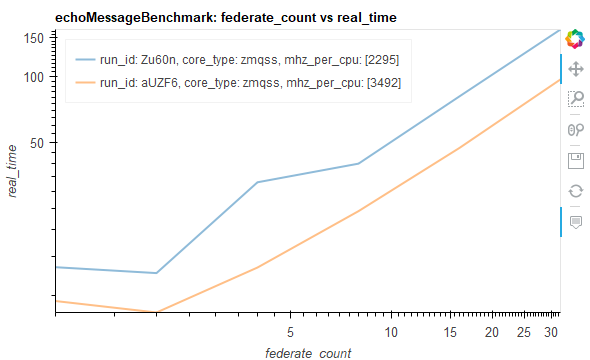 echoMessageBenchmark: federate_count vs real_time
run_id: Zu60n, core_type: zmqss, mhz_per_cpu: [2295]
run_id: aUZF6, core_type: zmqss, mhz_per_cpu: [3492]
150
100
50
real_time
5 10 15 20 25 30
federate_count